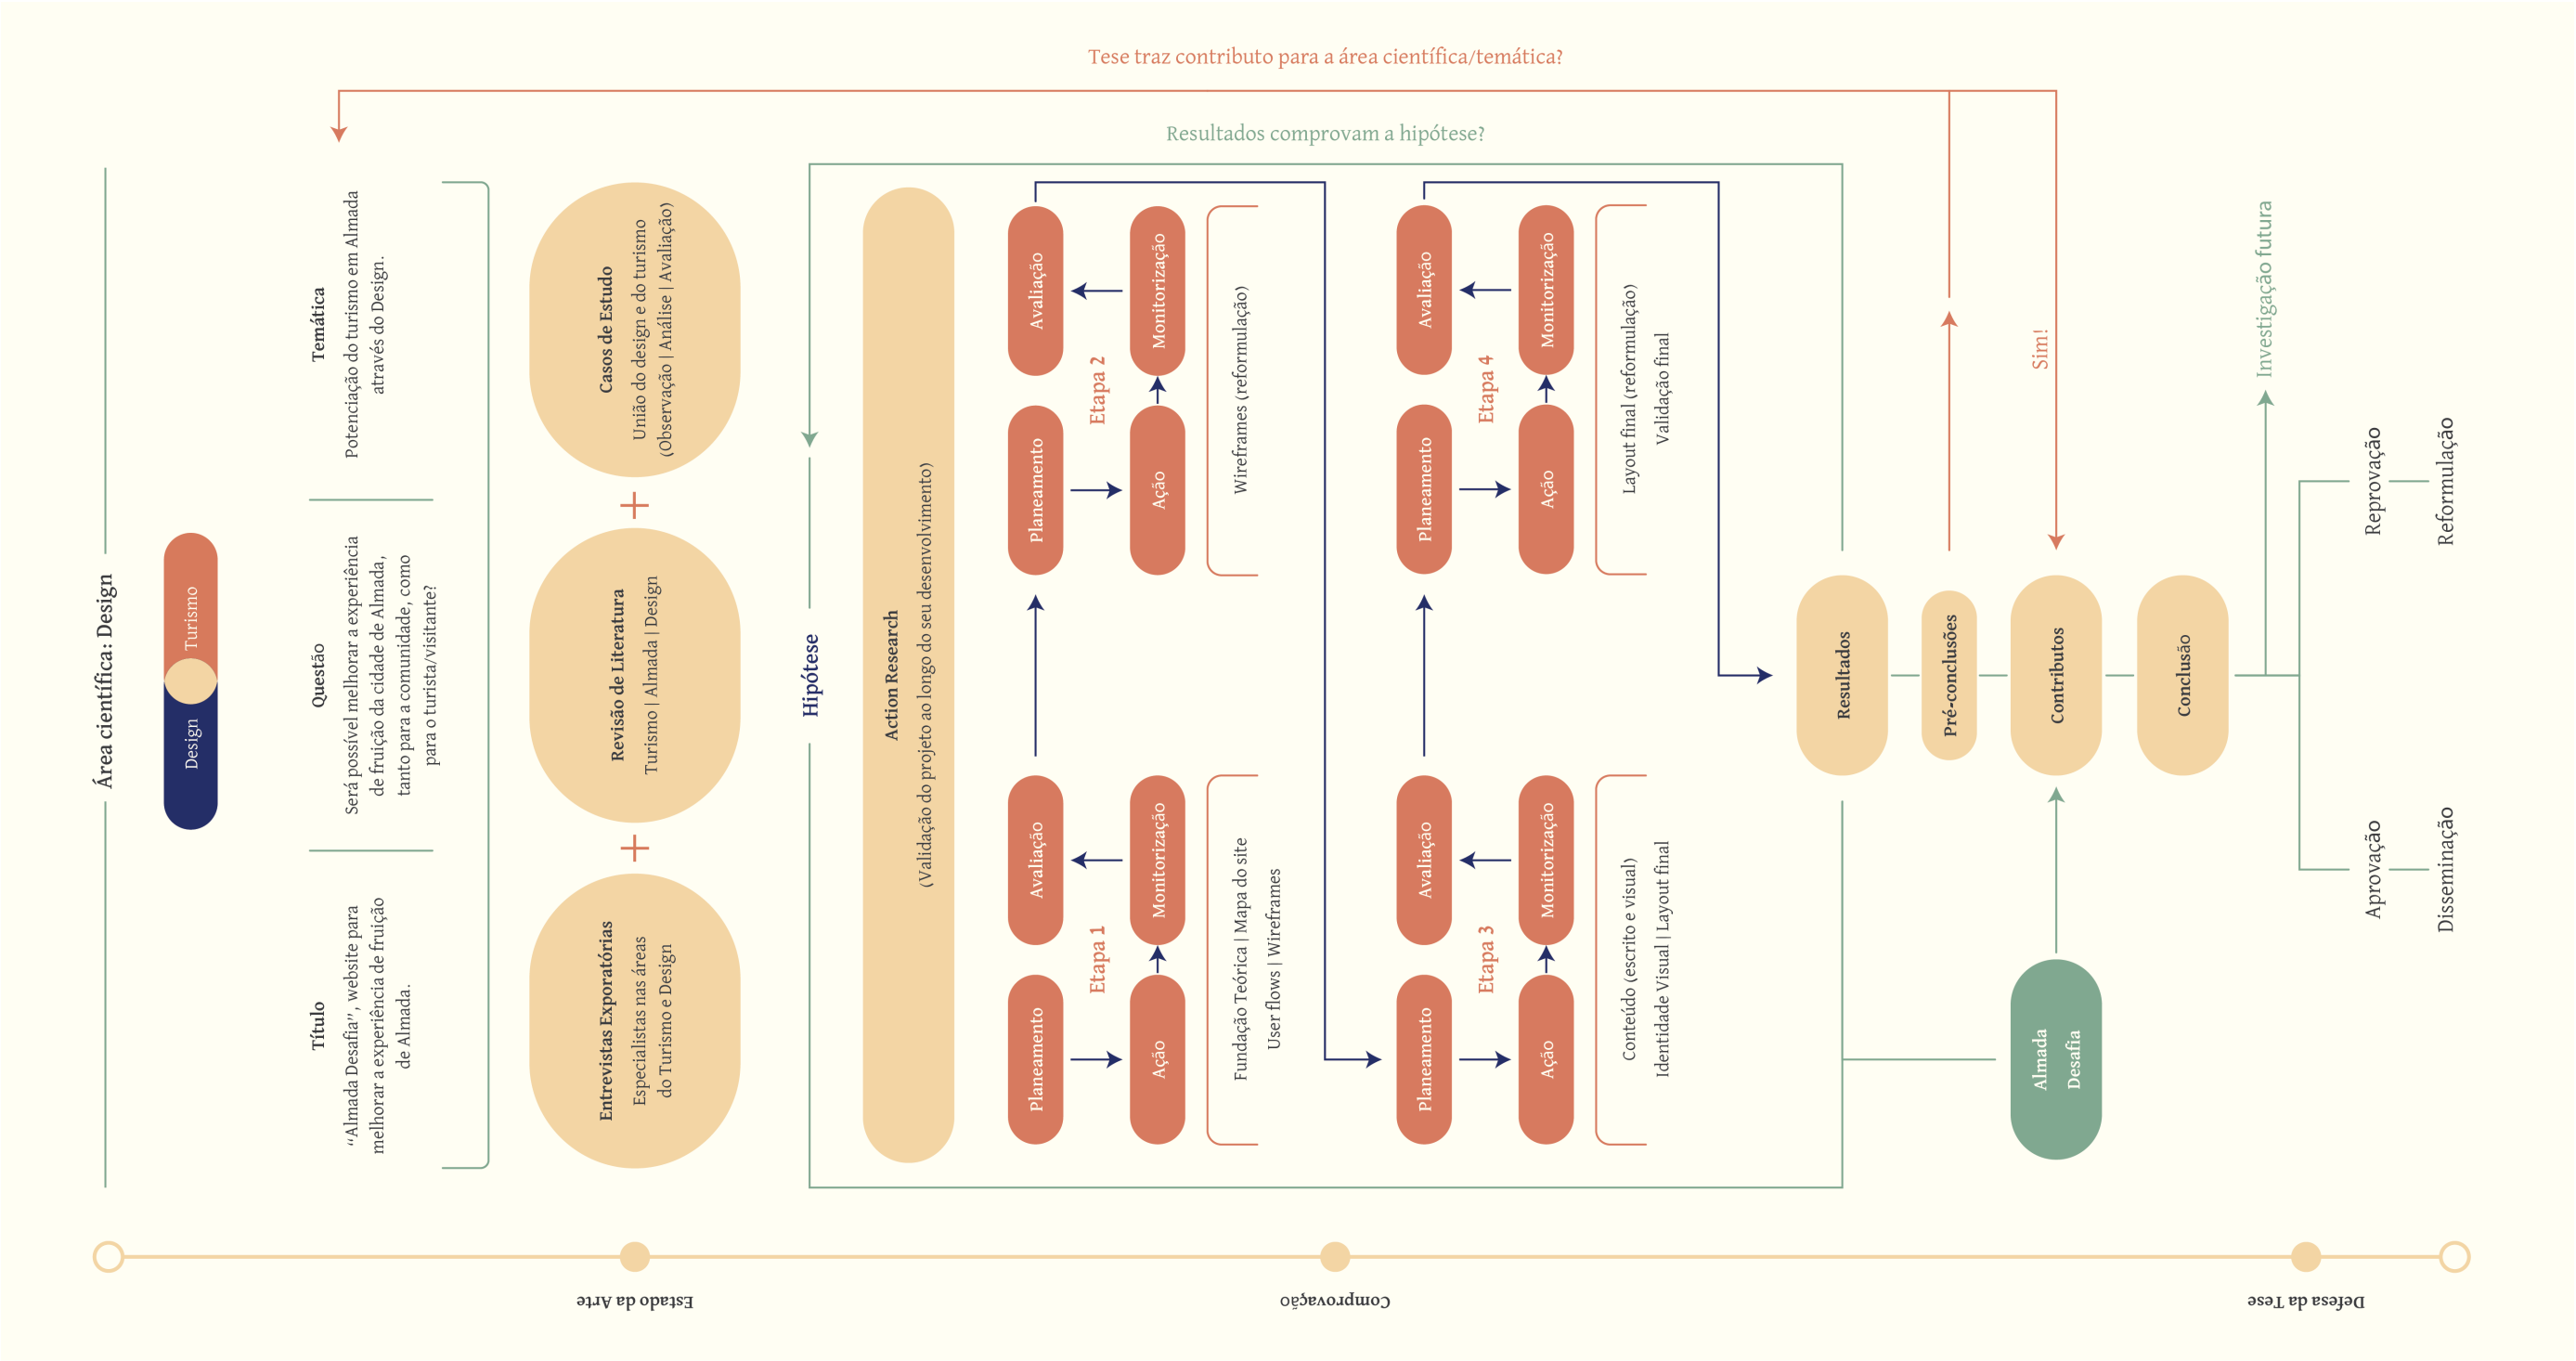 Área científica: Design
Design
Turismo
Título
“Almada Desafia”, website para
melhorar a experiência de fruição
de Almada.
Questão
Será possível melhorar a experiência
de fruição da cidade de Almada,
tanto para a comunidade, como
para o turista/visitante?
Temática
Potenciação do turismo em Almada
através do Design.
Entrevistas Exporatórias
Especialistas nas áreas
do Turismo e Design
+
Revisão de Literatura
Turismo | Almada | Design
+
Casos de Estudo
União do design e do turismo
(Observação | Análise | Avaliação)
Hipótese
Action Research
(Validação do projeto ao longo do seu desenvolvimento)
Planeamento
Avaliação
Etapa 1
Ação
Monitorização
Fundação Teórica | Mapa do site
User flows | Wireframes
Planeamento
Avaliação
Etapa 2
Ação
Monitorização
Wireframes (reformulação)
Planeamento
Avaliação
Etapa 3
Ação
Monitorização
Conteúdo (escrito e visual)
Identidade Visual | Layout final
Planeamento
Avaliação
Etapa 4
Ação
Monitorização
Layout final (reformulação)
Validação final
Resultados
Pré-conclusões
Contributos
Conclusão
Almada
Desafia
Sim!
Investigação futura
Aprovação
Disseminação
Reprovação
Reformulação
Tese traz contributo para a área científica/temática?
Resultados comprovam a hipótese?
Estado da Arte
Comprovação
Defesa da Tese